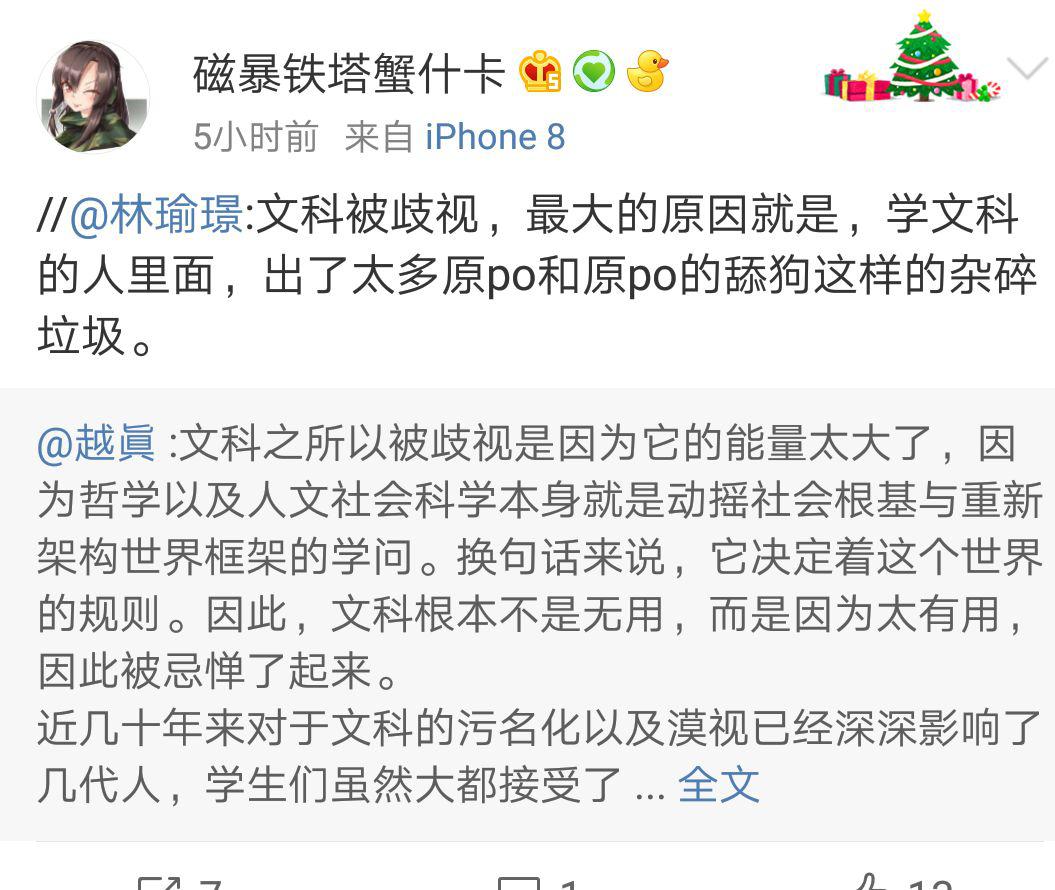 磁暴铁塔蟹什卡
5小时前 来自 iPhone 8
//@林瑜璟:文科被歧视，最大的原因就是，学文科
的人里面，出了太多原po和原po的舔狗这样的杂碎
垃圾。
@越眞 :文科之所以被歧视是因为它的能量太大了，因
为哲学以及人文社会科学本身就是动摇社会根基与重新
架构世界框架的学问。换句话来说，它决定着这个世界
的规则。因此，文科根本不是无用，而是因为太有用，
因此被忌惮了起来。
近几十年来对于文科的污名化以及漠视已经深深影响了
几代人，学生们虽然大都接受了 ... 全文